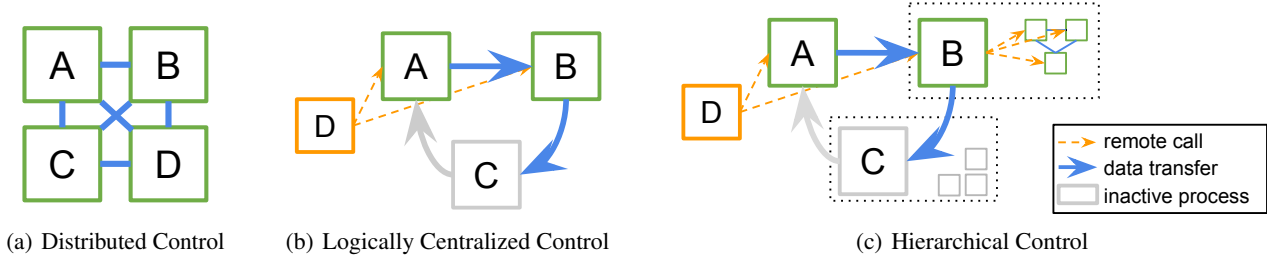 A B
C D
(a) Distributed Control
A
B
D
C
(b) Logically Centralized Control
A
B
D
C
(c) Hierarchical Control
remote call
data transfer
inactive process